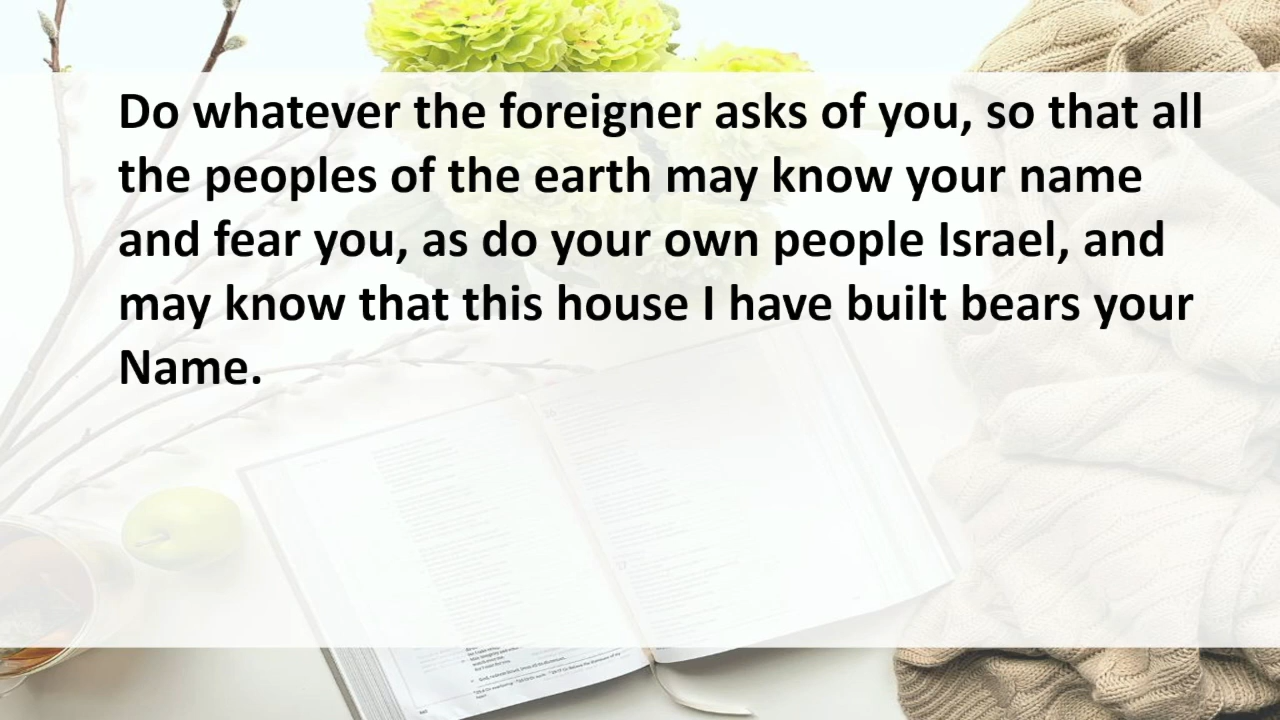 Do whatever the foreigner asks of you, so that all
the peoples of the earth may know your name
and fear you, as do your own people Israel, and
may know that this house I have built bears your
Name.